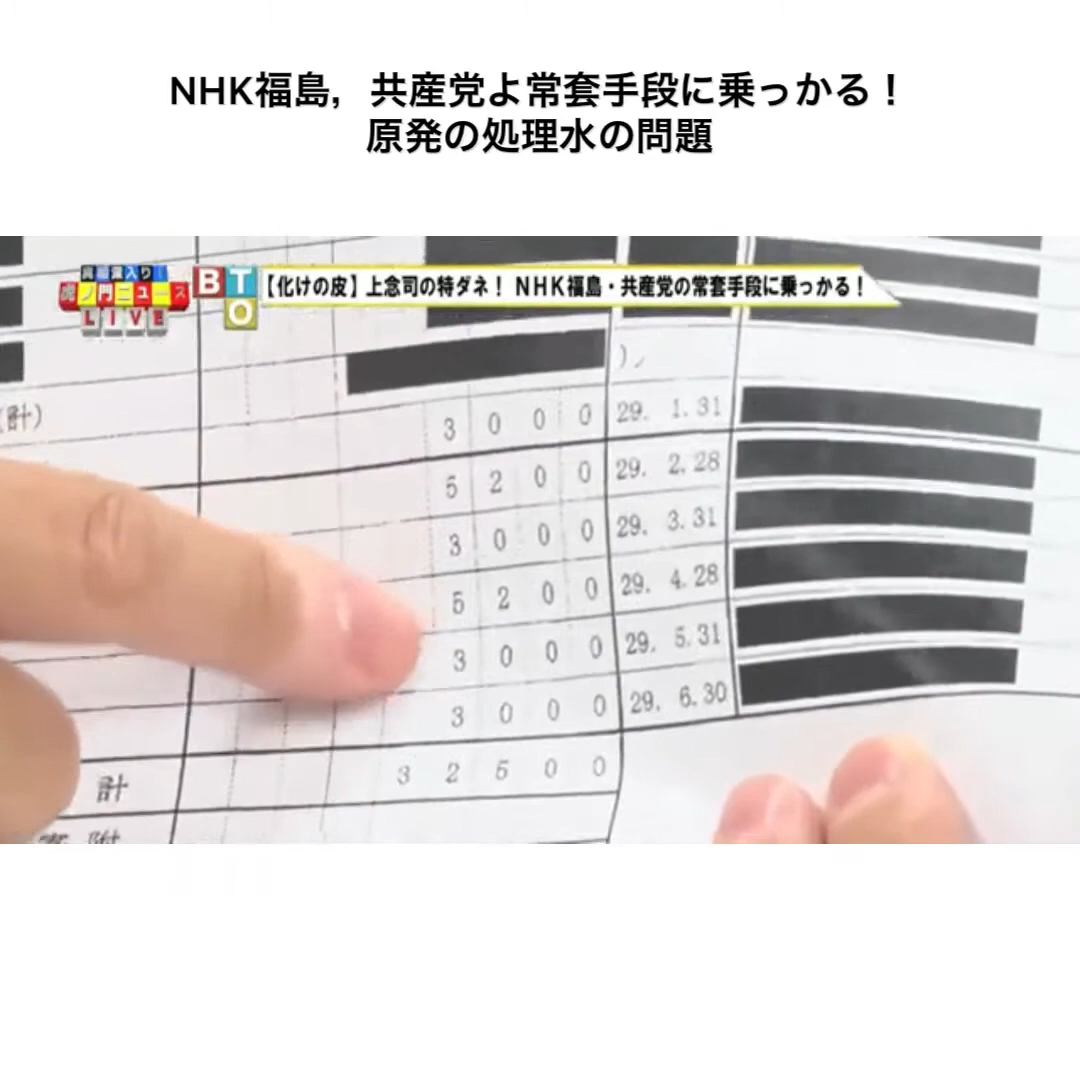 NHK福島，共産党よ常套手段に乗っかる！
原発の処理水の問題
真相深入り！
虎ノ門ニュース
LIVE
BTO
【化けの皮】上念司の特ダネ！ NHK福島・共産党の常套手段に乗っかる！
(計) 3 0 0 0 29. 1.31
5 2 0 0 29. 2.28
3 0 0 0 29. 3.31
5 2 0 0 29. 4.28
3 0 0 0 29. 5.31
3 0 0 0 29. 6.30
計 3 2 5 0 0